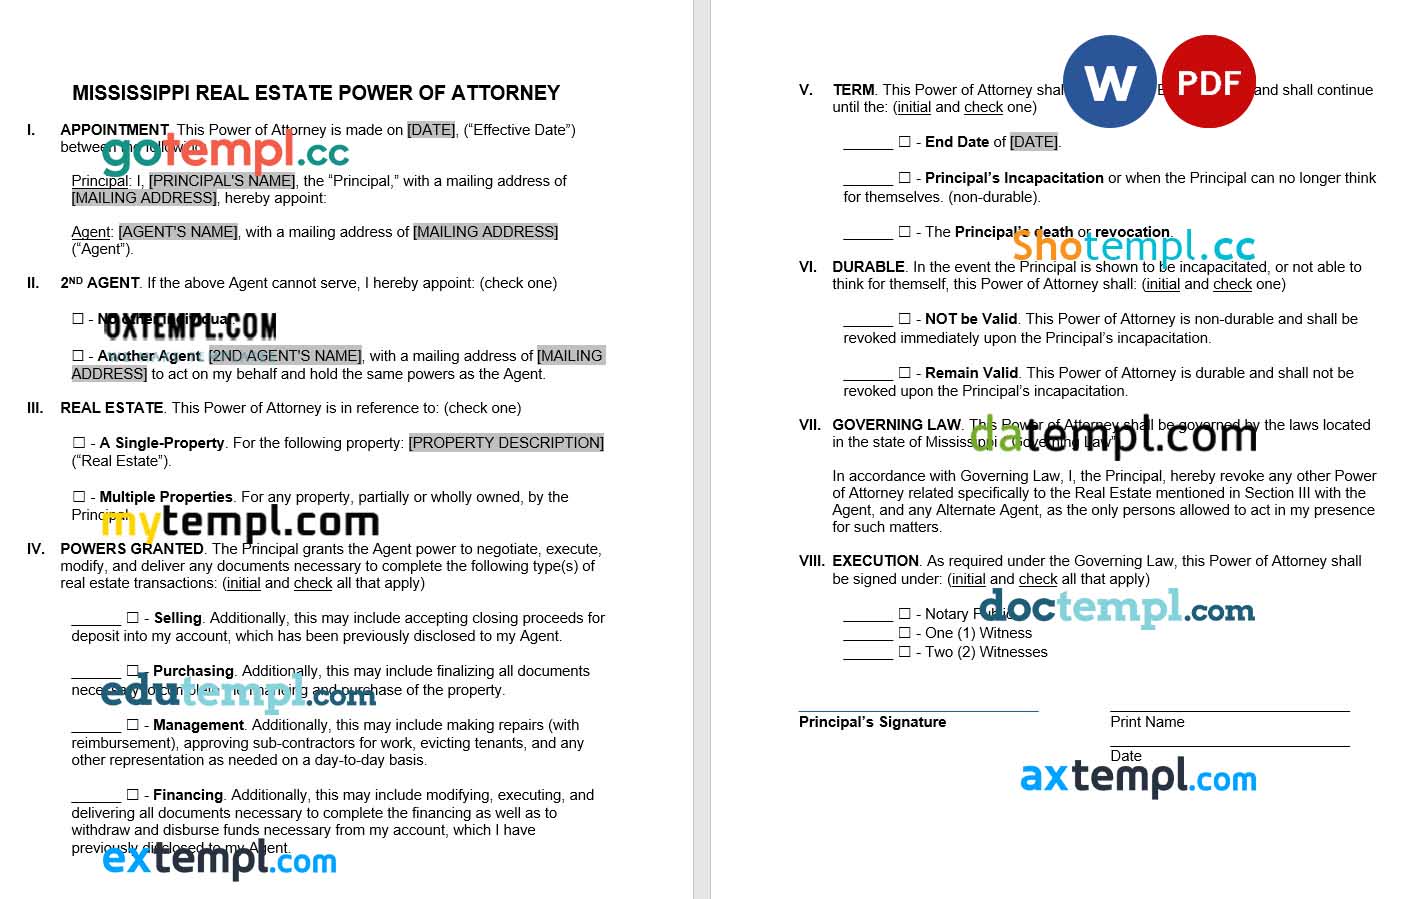 MISSISSIPPI REAL ESTATE POWER OF ATTORNEY
I. APPOINTMENT. This Power of Attorney is made on [DATE], (“Effective Date”)
between the following:
gotempl.cc
Principal: I, [PRINCIPAL'S NAME], the “Principal,” with a mailing address of
[MAILING ADDRESS], hereby appoint:
Agent: [AGENT'S NAME], with a mailing address of [MAILING ADDRESS]
(“Agent”).
II. 2ND AGENT. If the above Agent cannot serve, I hereby appoint: (check one)
☐ - No other individual.
OXTEMPL.COM
☐ - Another Agent. [2ND AGENT'S NAME], with a mailing address of [MAILING
ADDRESS] to act on my behalf and hold the same powers as the Agent.
III. REAL ESTATE. This Power of Attorney is in reference to: (check one)
☐ - A Single-Property. For the following property: [PROPERTY DESCRIPTION]
(“Real Estate”).
☐ - Multiple Properties. For any property, partially or wholly owned, by the
Principal.
mytempl.com
IV. POWERS GRANTED. The Principal grants the Agent power to negotiate, execute,
modify, and deliver any documents necessary to complete the following type(s) of
real estate transactions: (initial and check all that apply)
______ ☐ - Selling. Additionally, this may include accepting closing proceeds for
deposit into my account, which has been previously disclosed to my Agent.
______ ☐ - Purchasing. Additionally, this may include finalizing all documents
necessary to complete the financing and purchase of the property.
edutempl.com
______ ☐ - Management. Additionally, this may include making repairs (with
reimbursement), approving sub-contractors for work, evicting tenants, and any
other representation as needed on a day-to-day basis.
______ ☐ - Financing. Additionally, this may include modifying, executing, and
delivering all documents necessary to complete the financing as well as to
withdraw and disburse funds necessary from my account, which I have
previously disclosed to my Agent.
extempl.com
W PDF
V. TERM. This Power of Attorney shall and shall continue
until the: (initial and check one)
______ ☐ - End Date of [DATE].
______ ☐ - Principal’s Incapacitation or when the Principal can no longer think
for themselves. (non-durable).
______ ☐ - The Principal’s death or revocation.
Shotempl.cc
VI. DURABLE. In the event the Principal is shown to be incapacitated, or not able to
think for themself, this Power of Attorney shall: (initial and check one)
______ ☐ - NOT be Valid. This Power of Attorney is non-durable and shall be
revoked immediately upon the Principal’s incapacitation.
______ ☐ - Remain Valid. This Power of Attorney is durable and shall not be
revoked upon the Principal’s incapacitation.
VII. GOVERNING LAW. This Power of Attorney shall be governed by the laws located
in the state of Mississippi “Governing Law”
datempl.com
In accordance with Governing Law, I, the Principal, hereby revoke any other Power
of Attorney related specifically to the Real Estate mentioned in Section III with the
Agent, and any Alternate Agent, as the only persons allowed to act in my presence
for such matters.
VIII. EXECUTION. As required under the Governing Law, this Power of Attorney shall
be signed under: (initial and check all that apply)
______ ☐ - Notary Public
doctempl.com
______ ☐ - One (1) Witness
______ ☐ - Two (2) Witnesses
Principal’s Signature
Print Name
Date
axtempl.com